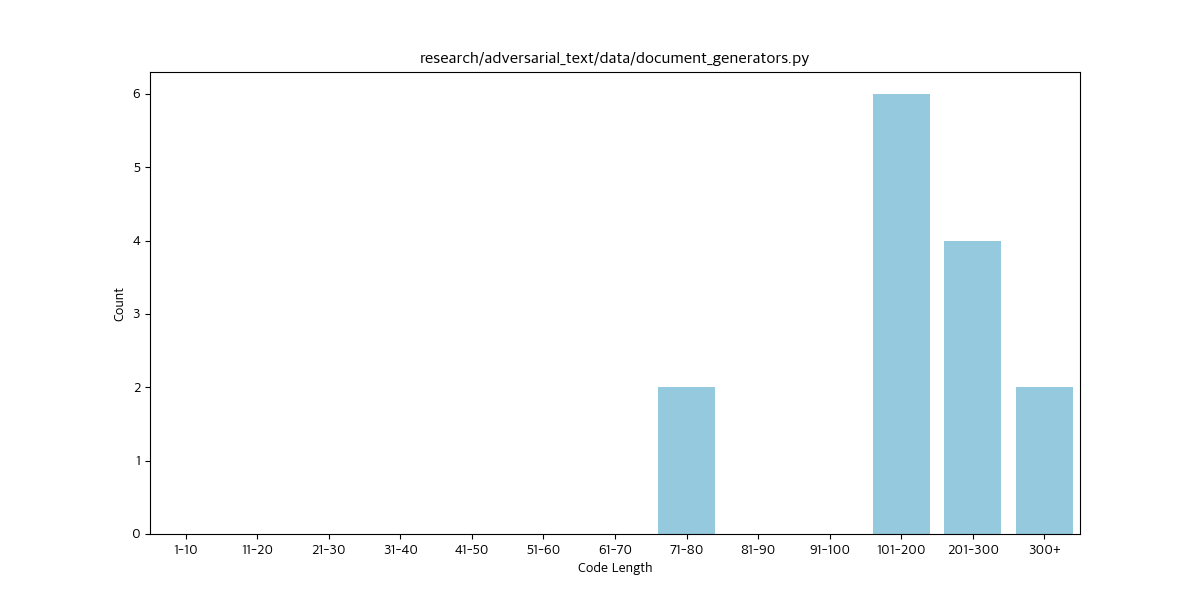 research/adversarial_text/data/document_generators.py
6
5
4
3
2
1
0
Count
1-10 11-20 21-30 31-40 41-50 51-60 61-70 71-80 81-90 91-100 101-200 201-300 300+
Code Length